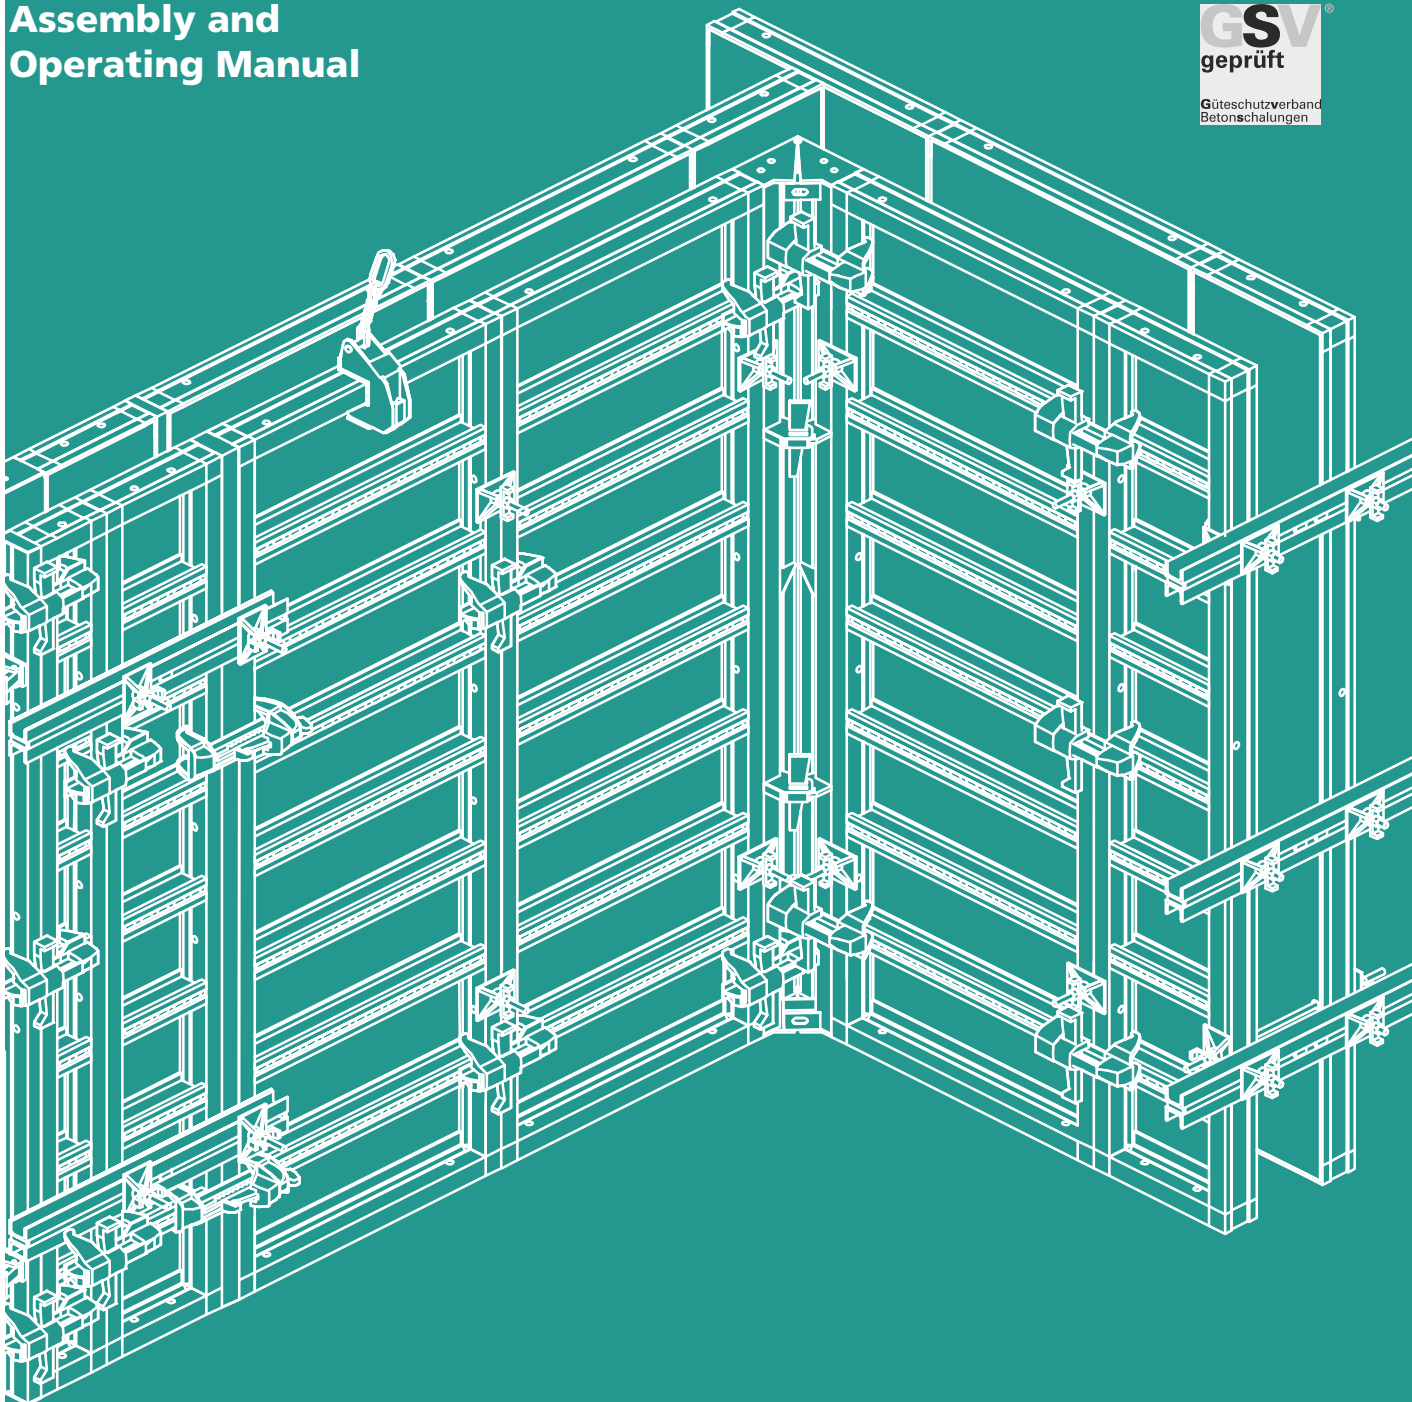 Assembly and
Operating Manual
GSV®
geprüft
Güteschutzverband
Betonschalungen